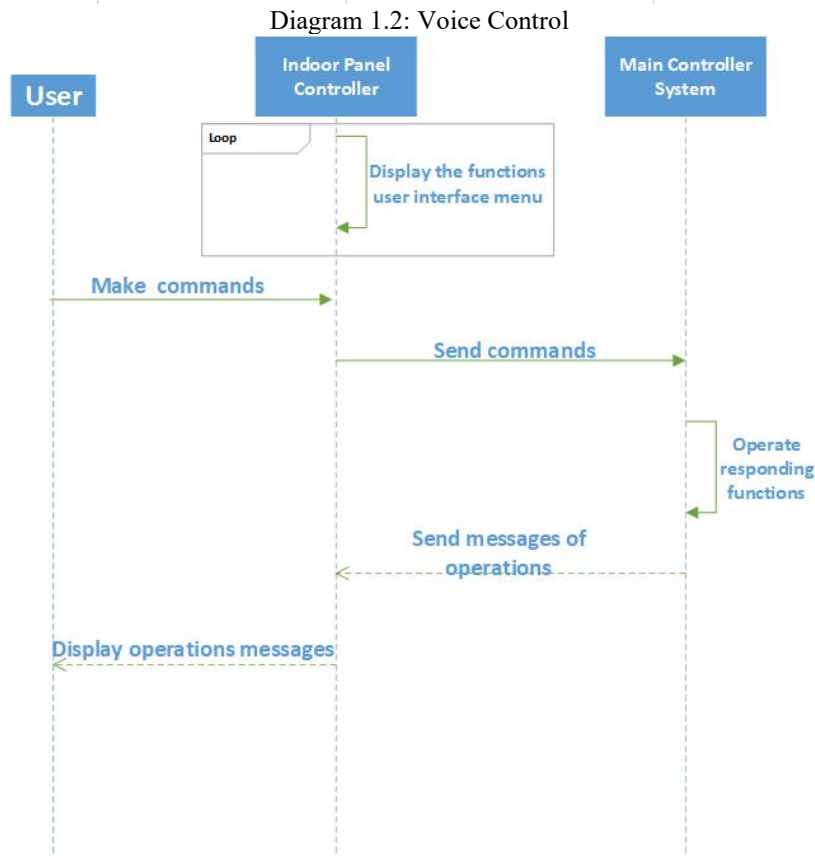 Diagram 1.2: Voice Control
User
Indoor Panel
Controller
Main Controller
System
Loop
Display the functions
user interface menu
Make commands
Send commands
Operate
responding
functions
Send messages of
operations
Display operations messages